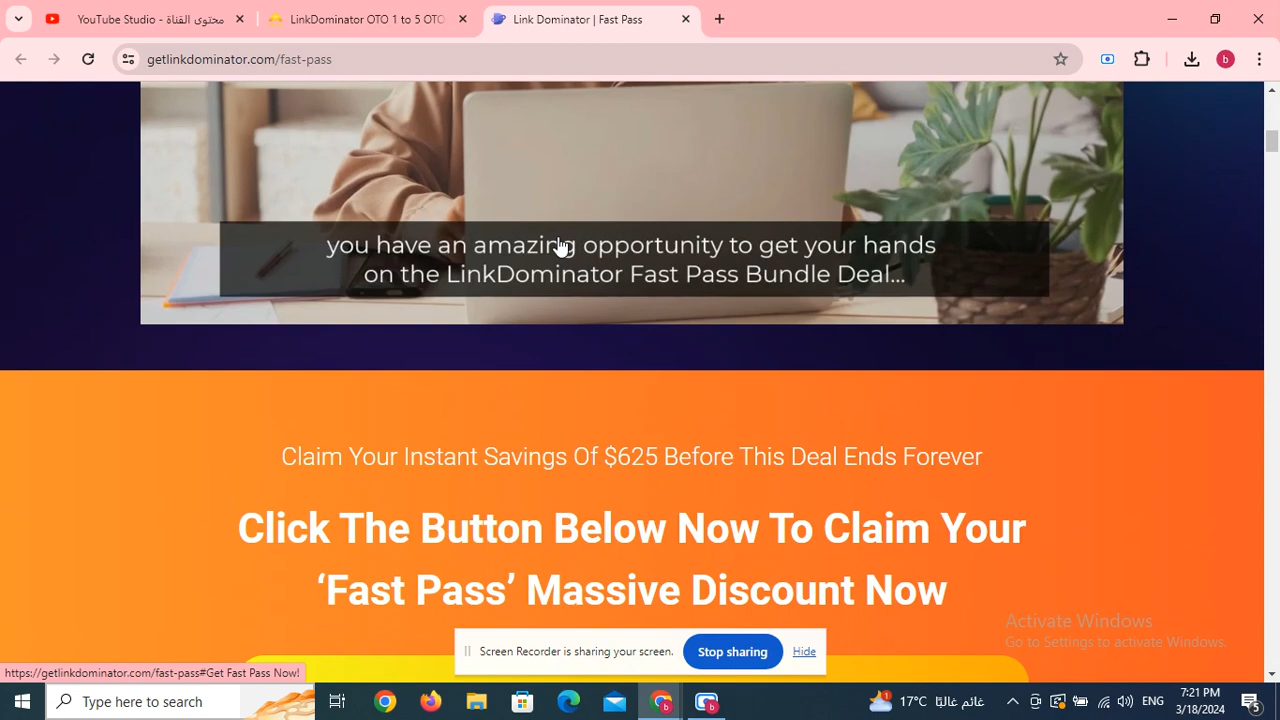 YouTube Studio - محتوى القناة
LinkDominator OTO 1 to 5 OTO
Link Dominator | Fast Pass
getlinkdominator.com/fast-pass
b
you have an amazing opportunity to get your hands
on the LinkDominator Fast Pass Bundle Deal...
Claim Your Instant Savings Of $625 Before This Deal Ends Forever
Click The Button Below Now To Claim Your
‘Fast Pass’ Massive Discount Now
Activate Windows
Go to Settings to activate Windows.
Screen Recorder is sharing your screen.
Stop sharing
Hide
https://getlinkdominator.com/fast-pass#Get Fast Pass Now!
Type here to search
1
17°C غائم غالبًا
ENG
7:21 PM
3/18/2024
5